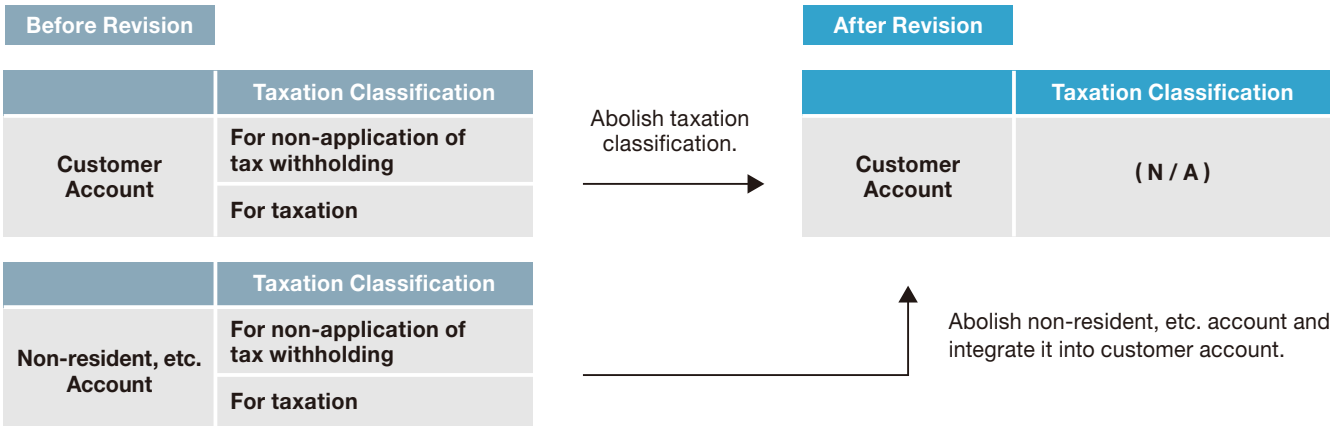 Before Revision
Taxation Classification
Customer
Account
For non-application of
tax withholding
For taxation
Taxation Classification
Non-resident, etc.
Account
For non-application of
tax withholding
For taxation
Abolish taxation
classification.
After Revision
Taxation Classification
Customer
Account
( N / A )
Abolish non-resident, etc. account and
integrate it into customer account.